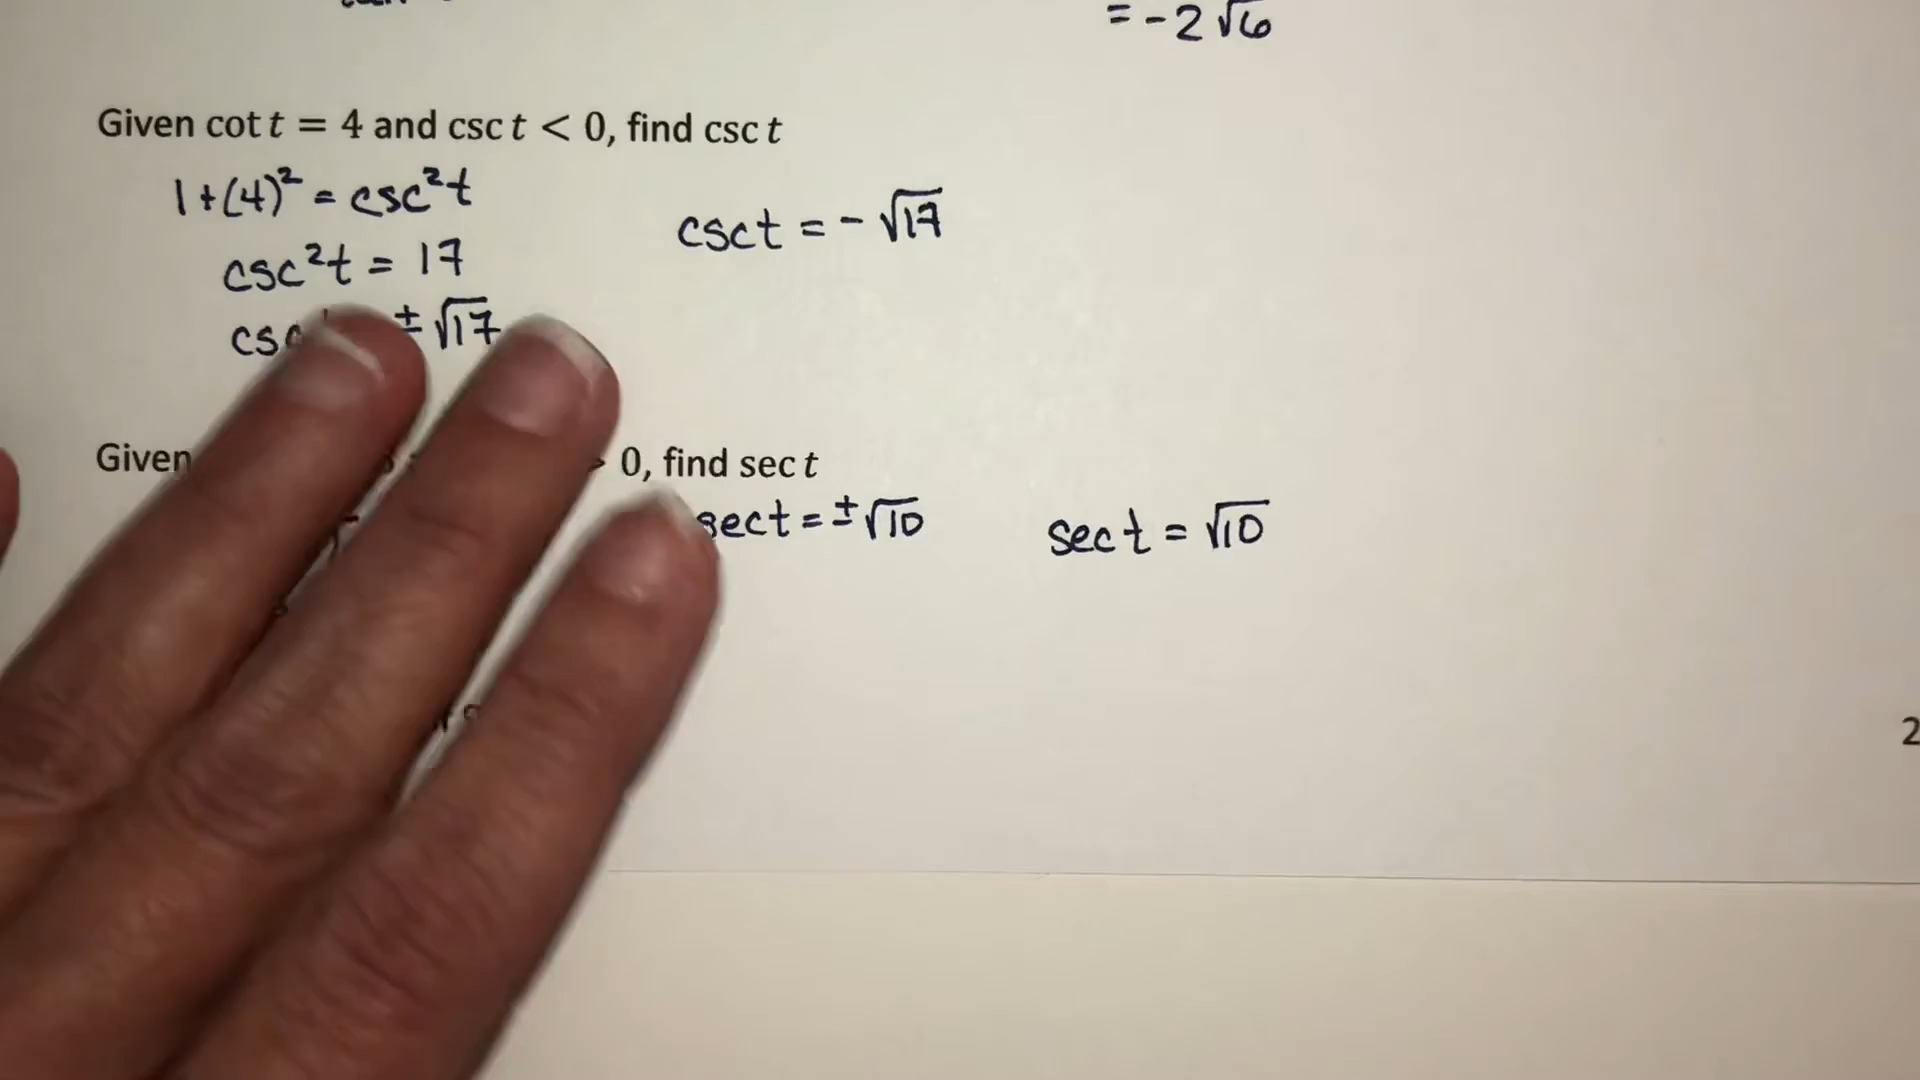 = -2√6
Given cot t = 4 and csc t < 0, find csc t
1+(4)² = csc²t
csc t = - √17
csc²t = 17
± √17
Given > 0, find sec t
sec t = ±√10
sec t = √10
2